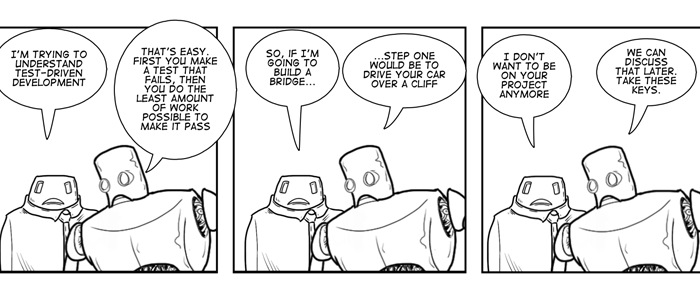 I'M TRYING TO
UNDERSTAND
TEST-DRIVEN
DEVELOPMENT
THAT'S EASY.
FIRST YOU MAKE
A TEST THAT
FAILS, THEN
YOU DO THE
LEAST AMOUNT
OF WORK
POSSIBLE TO
MAKE IT PASS
SO, IF I'M
GOING TO
BUILD A
BRIDGE...
...STEP ONE
WOULD BE TO
DRIVE YOUR CAR
OVER A CLIFF
I DON'T
WANT TO BE
ON YOUR
PROJECT
ANYMORE
WE CAN
DISCUSS
THAT LATER.
TAKE THESE
KEYS.